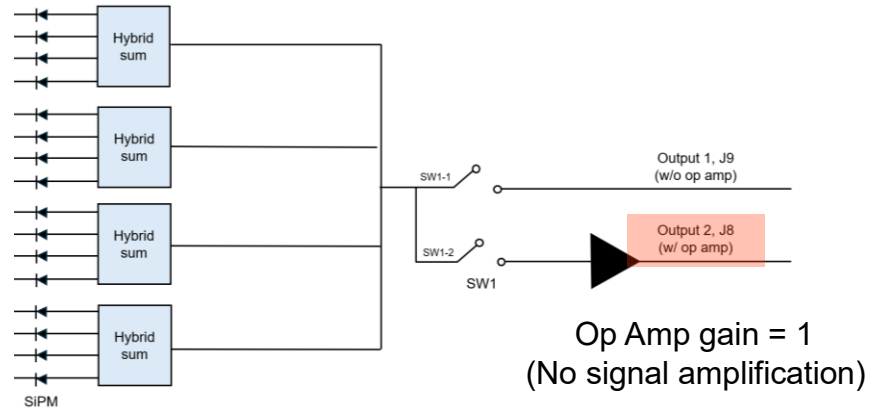 Hybrid
sum
Hybrid
sum
Hybrid
sum
Hybrid
sum
SiPM
SW1-1
SW1-2
SW1
Output 1, J9
(w/o op amp)
Output 2, J8
(w/ op amp)
Op Amp gain = 1
(No signal amplification)